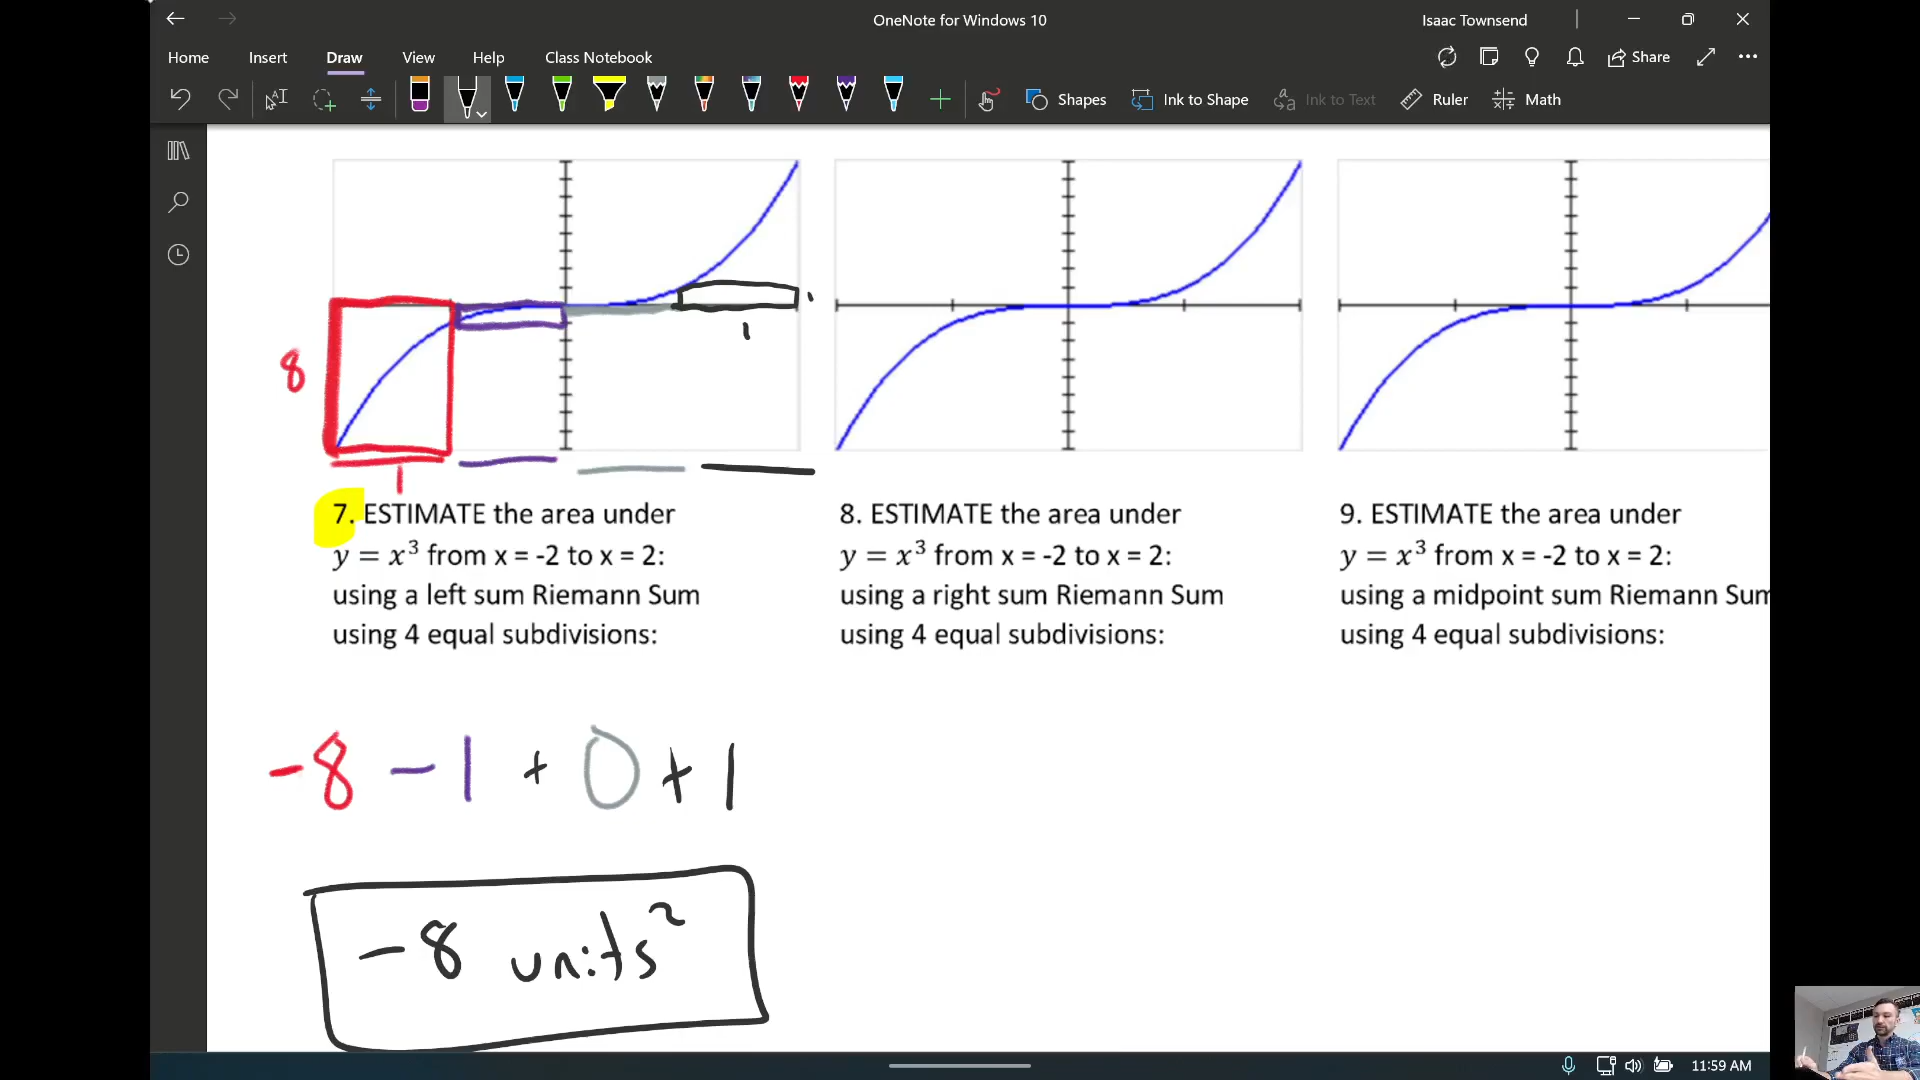 OneNote for Windows 10
Isaac Townsend
Home Insert Draw View Help Class Notebook
Share
Shapes Ink to Shape Ink to Text Ruler Math
8
1
1
7. ESTIMATE the area under
y = x³ from x = -2 to x = 2:
using a left sum Riemann Sum
using 4 equal subdivisions:
8. ESTIMATE the area under
y = x³ from x = -2 to x = 2:
using a right sum Riemann Sum
using 4 equal subdivisions:
9. ESTIMATE the area under
y = x³ from x = -2 to x = 2:
using a midpoint sum Riemann Sum
using 4 equal subdivisions:
-8 -1 + 0 + 1
-8 units²
11:59 AM